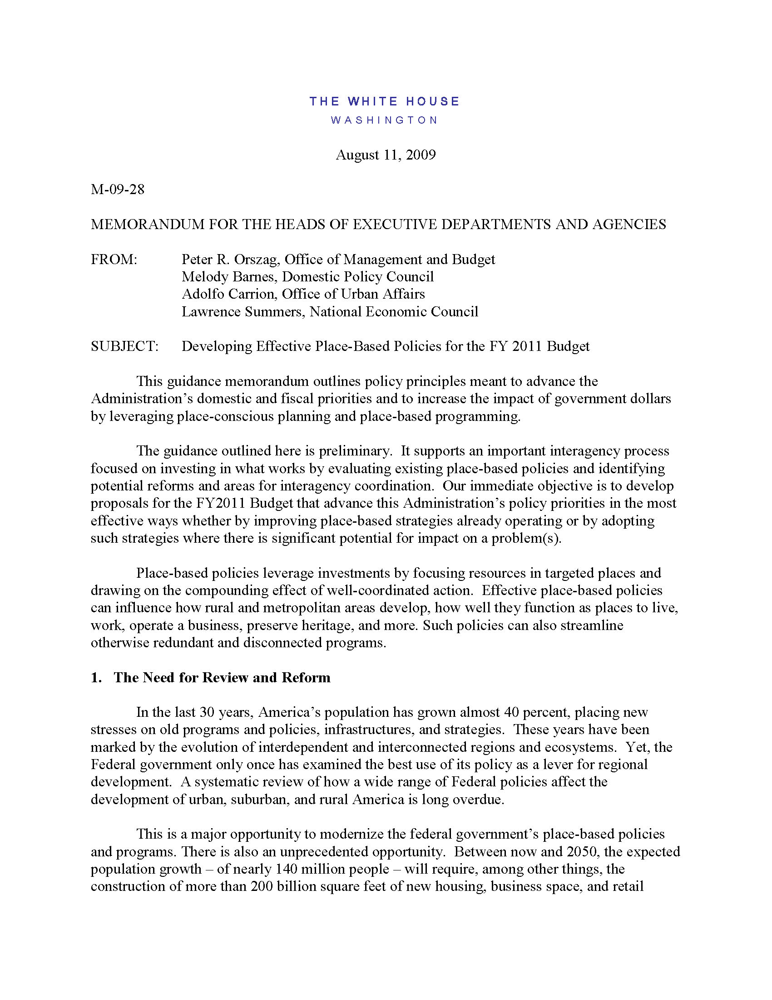 THE WHITE HOUSE
WASHINGTON
August 11, 2009
M-09-28
MEMORANDUM FOR THE HEADS OF EXECUTIVE DEPARTMENTS AND AGENCIES
FROM: Peter R. Orszag, Office of Management and Budget
Melody Barnes, Domestic Policy Council
Adolfo Carrion, Office of Urban Affairs
Lawrence Summers, National Economic Council
SUBJECT: Developing Effective Place-Based Policies for the FY 2011 Budget
This guidance memorandum outlines policy principles meant to advance the
Administration’s domestic and fiscal priorities and to increase the impact of government dollars
by leveraging place-conscious planning and place-based programming.
The guidance outlined here is preliminary. It supports an important interagency process
focused on investing in what works by evaluating existing place-based policies and identifying
potential reforms and areas for interagency coordination. Our immediate objective is to develop
proposals for the FY2011 Budget that advance this Administration’s policy priorities in the most
effective ways whether by improving place-based strategies already operating or by adopting
such strategies where there is significant potential for impact on a problem(s).
Place-based policies leverage investments by focusing resources in targeted places and
drawing on the compounding effect of well-coordinated action. Effective place-based policies
can influence how rural and metropolitan areas develop, how well they function as places to live,
work, operate a business, preserve heritage, and more. Such policies can also streamline
otherwise redundant and disconnected programs.
1. The Need for Review and Reform
In the last 30 years, America’s population has grown almost 40 percent, placing new
stresses on old programs and policies, infrastructures, and strategies. These years have been
marked by the evolution of interdependent and interconnected regions and ecosystems. Yet, the
Federal government only once has examined the best use of its policy as a lever for regional
development. A systematic review of how a wide range of Federal policies affect the
development of urban, suburban, and rural America is long overdue.
This is a major opportunity to modernize the federal government’s place-based policies
and programs. There is also an unprecedented opportunity. Between now and 2050, the expected
population growth – of nearly 140 million people – will require, among other things, the
construction of more than 200 billion square feet of new housing, business space, and retail